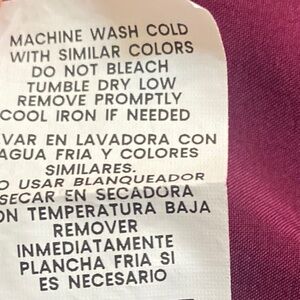 MACHINE WASH COLD
WITH SIMILAR COLORS
DO NOT BLEACH
TUMBLE DRY LOW
REMOVE PROMPTLY
COOL IRON IF NEEDED
VAR EN LAVADORA CON
AGUA FRIA Y COLORES
SIMILARES.
O USAR BLANQUEADOR
SECAR EN SECADORA
ON TEMPERATURA BAJA
REMOVER
INMEDIATAMENTE
PLANCHA FRIA SI
ES NECESARIO